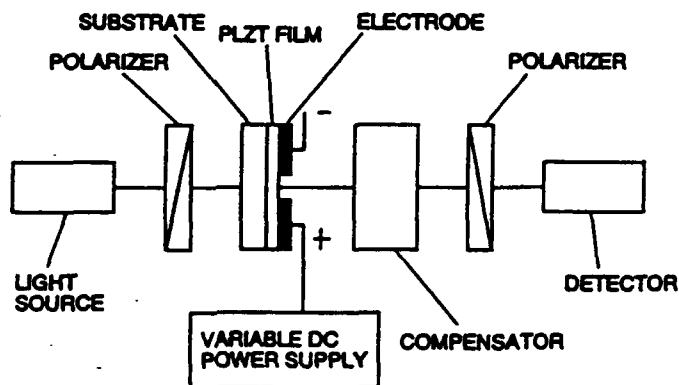 SUBSTRATE
PLZT FILM
ELECTRODE
POLARIZER
POLARIZER
-
+
LIGHT
SOURCE
DETECTOR
VARIABLE DC
POWER SUPPLY
COMPENSATOR